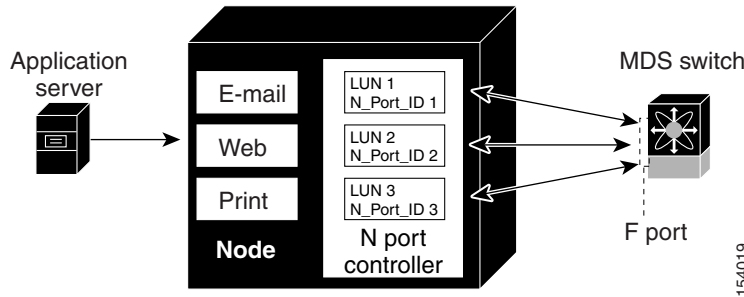 Application
server
E-mail
Web
Print
Node
LUN 1
N_Port_ID 1
LUN 2
N_Port_ID 2
LUN 3
N_Port_ID 3
N port
controller
MDS switch
F port
154019